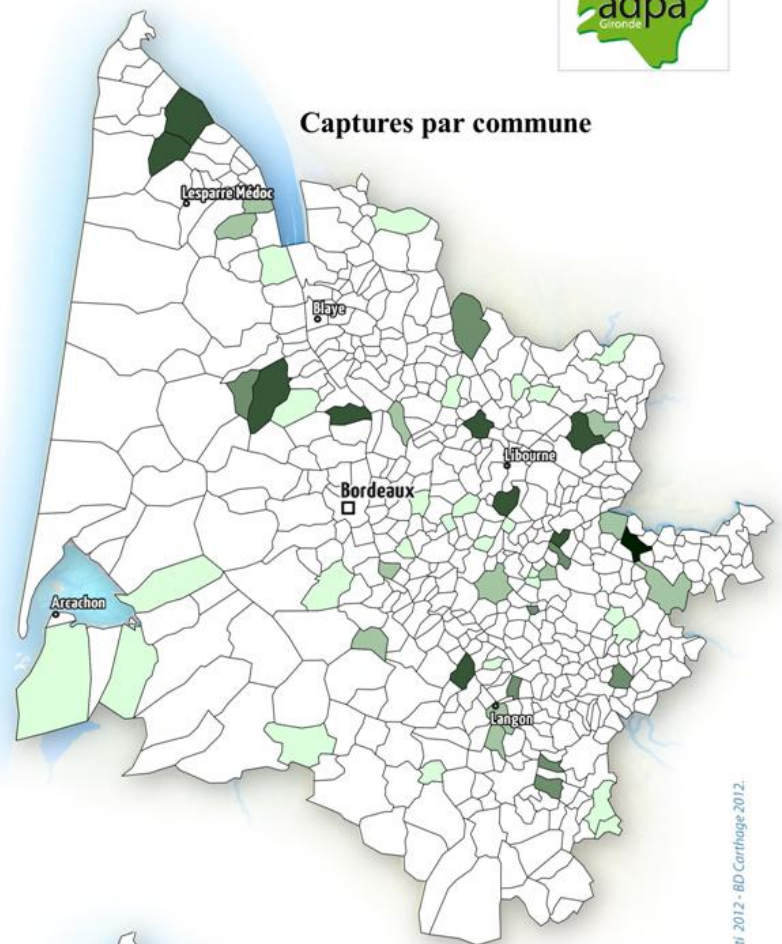 adpa
Gironde
Captures par commune
Lesparre Médoc
Blaye
Libourne
Bordeaux
Arcachon
Langon
2012 - BD Carthage 2012.